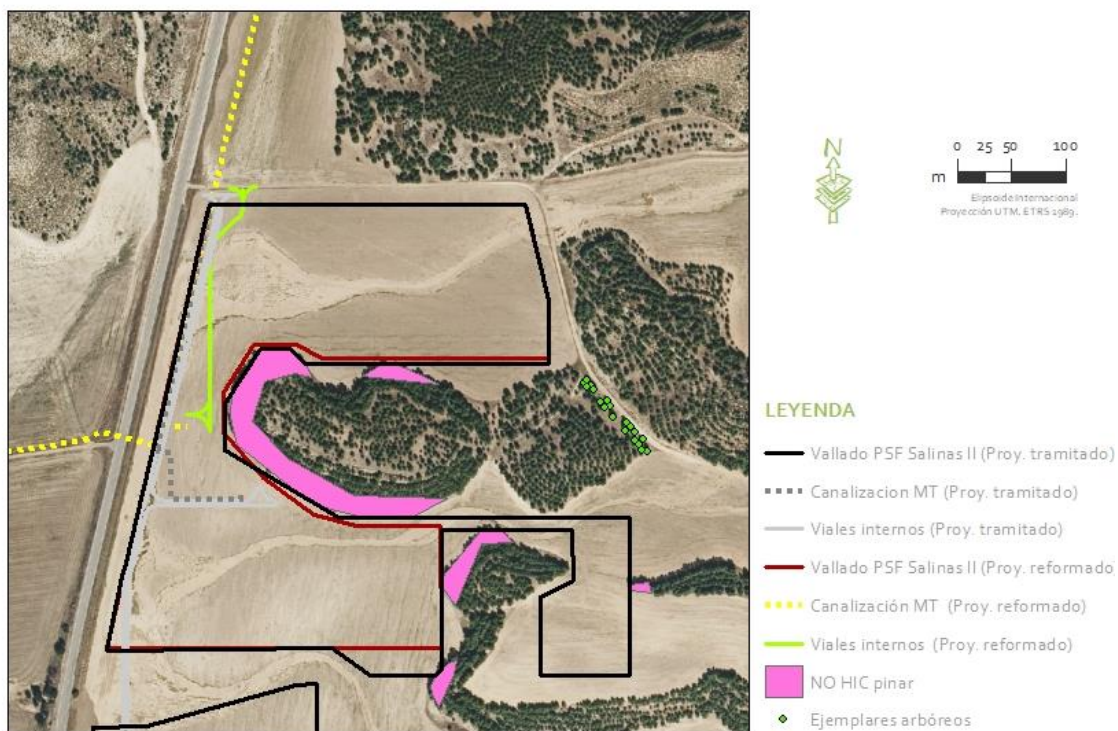 N
0 25 50 100
m
Elipsoide Internacional
Proyección UTM. ETRS 1989.
LEYENDA
Vallado PSF Salinas II (Proy. tramitado)
Canalizacion MT (Proy. tramitado)
Viales internos (Proy. tramitado)
Vallado PSF Salinas II (Proy. reformado)
Canalización MT (Proy. reformado)
Viales internos (Proy. reformado)
NO HIC pinar
Ejemplares arbóreos